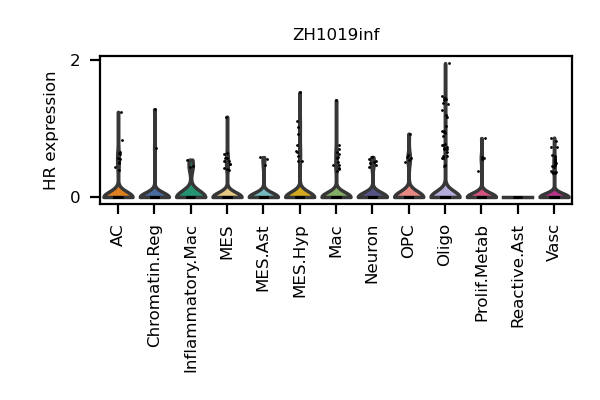 ZH1019inf
HR expression
2
0
AC
Chromatin.Reg
Inflammatory.Mac
MES
MES.Ast
MES.Hyp
Mac
Neuron
OPC
Oligo
Prolif.Metab
Reactive.Ast
Vasc